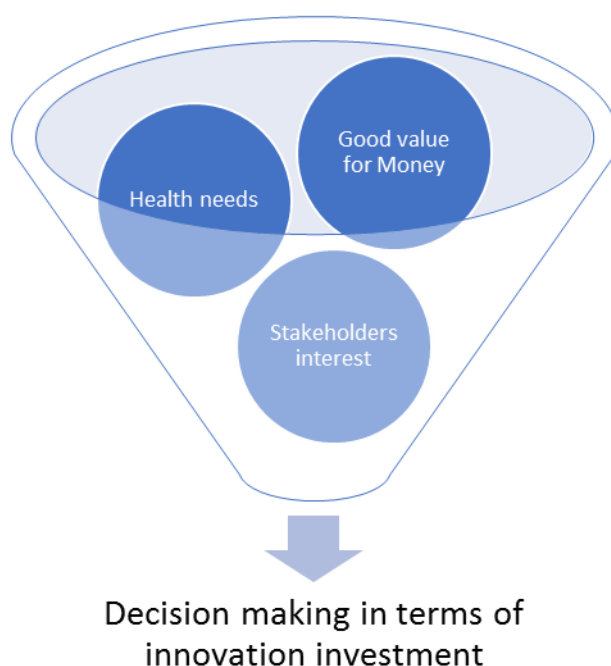 Good value
for Money
Health needs
Stakeholders
interest
Decision making in terms of
innovation investment